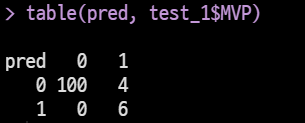 > table(pred, test_1$MVP)
pred   0   1
   0 100   4
   1   0   6